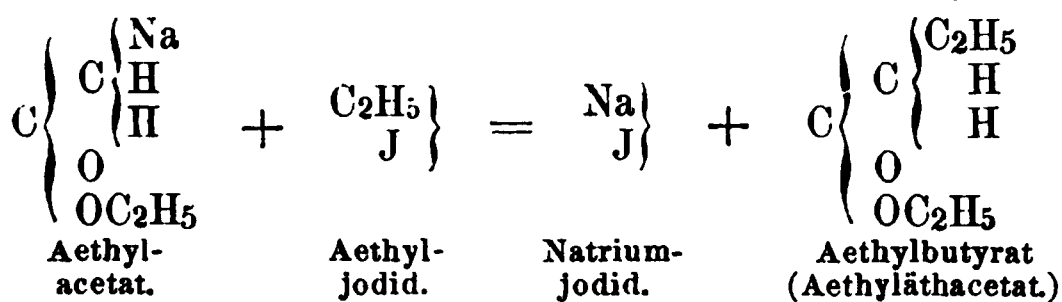 C { C { Na
H
H
O
OC₂H₅
+
C₂H₅
J }
=
Na
J }
+
C { C { C₂H₅
H
H
O
OC₂H₅
Aethyl-
acetat.
Aethyl-
jodid.
Natrium-
jodid.
Aethylbutyrat
(Aethyläthacetat.)